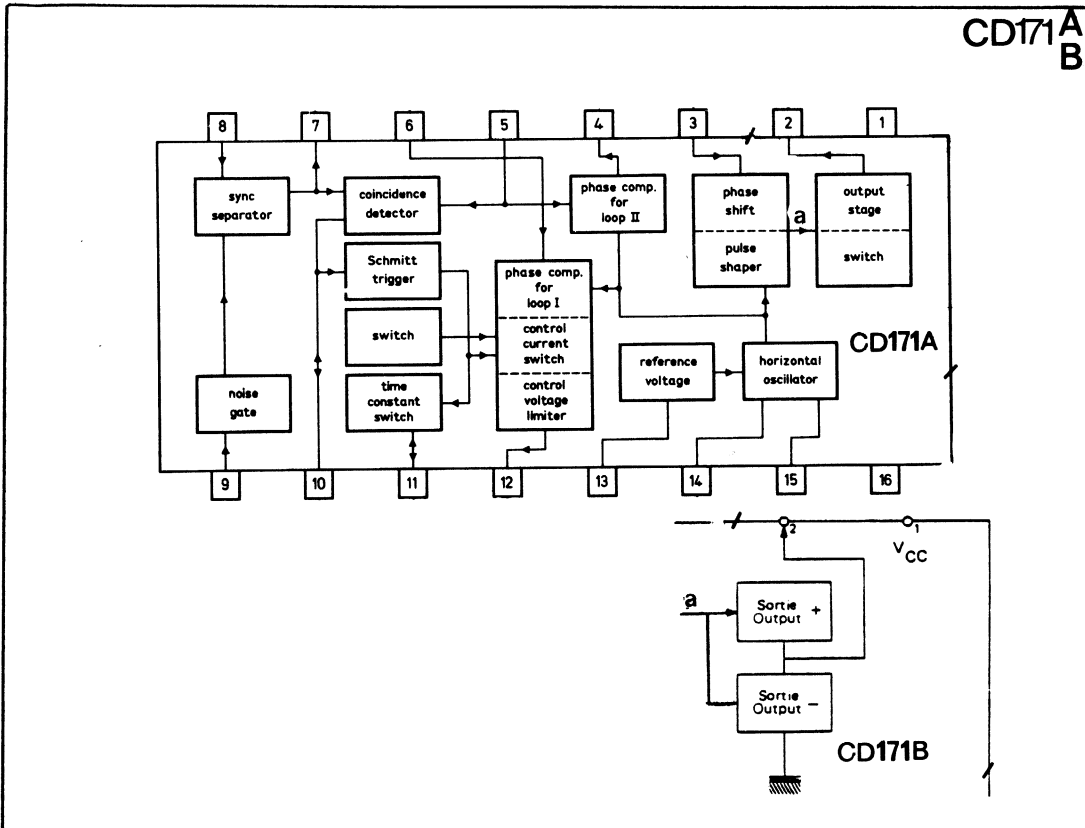 CD171 A
B
8 7 6 5 4 3 2 1
sync
separator
coincidence
detector
phase comp.
for
loop II
phase
shift
a
output
stage
pulse
shaper
switch
Schmitt
trigger
phase comp.
for
loop I
switch
control
current
switch
CD171A
reference
voltage
horizontal
oscillator
noise
gate
time
constant
switch
control
voltage
limiter
9 10 11 12 13 14 15 16
2 1
VCC
a
Sortie
Output +
Sortie
Output −
CD171B